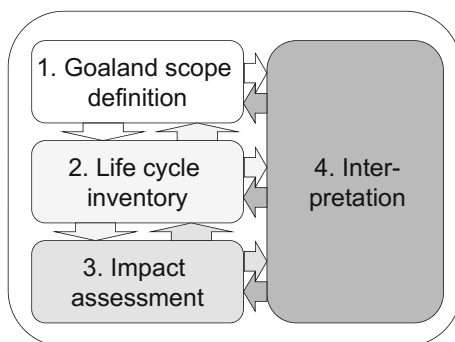 1. Goaland scope
definition
2. Life cycle
inventory
3. Impact
assessment
4. Inter-
pretation